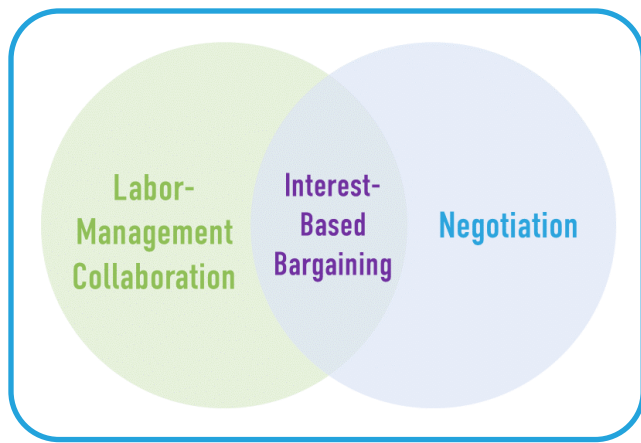 Labor-
Management
Collaboration
Interest-
Based
Bargaining
Negotiation